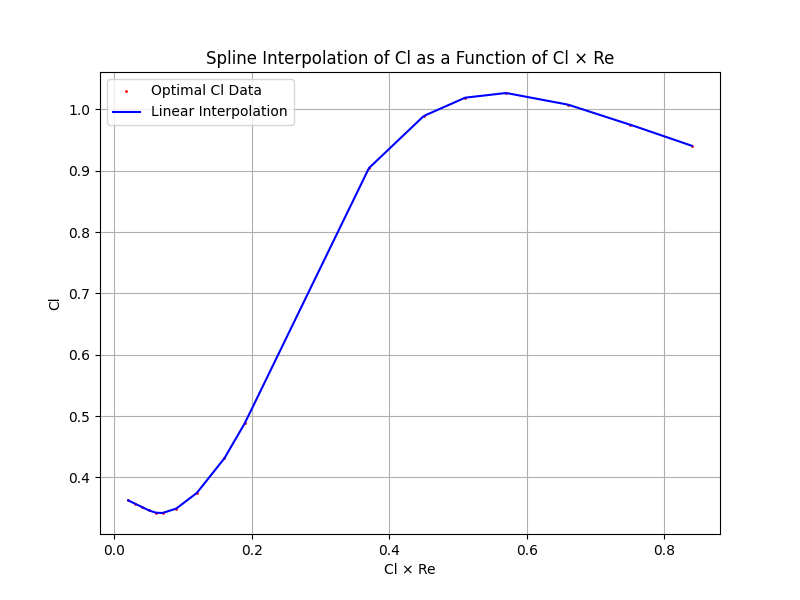 Spline Interpolation of Cl as a Function of Cl × Re
Optimal Cl Data
Linear Interpolation
1.0
0.9
0.8
0.7
0.6
0.5
0.4
Cl
0.0 0.2 0.4 0.6 0.8
Cl × Re